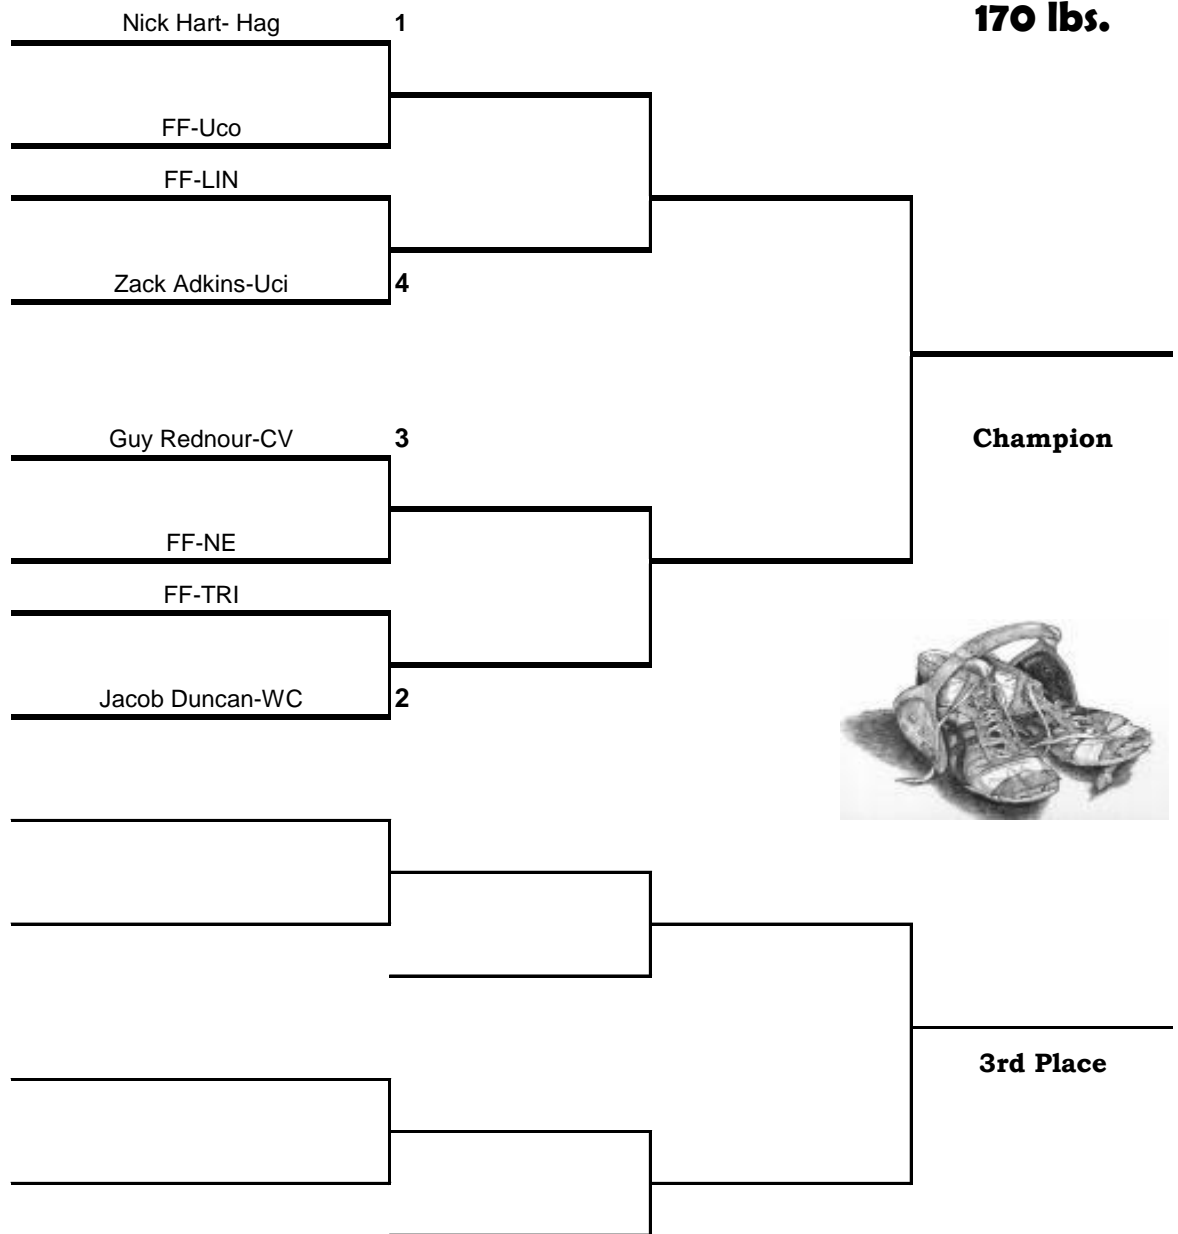 170 lbs.
Nick Hart- Hag 1
FF-Uco
FF-LIN
Zack Adkins-Uci 4
Guy Rednour-CV 3
Champion
FF-NE
FF-TRI
Jacob Duncan-WC 2
3rd Place